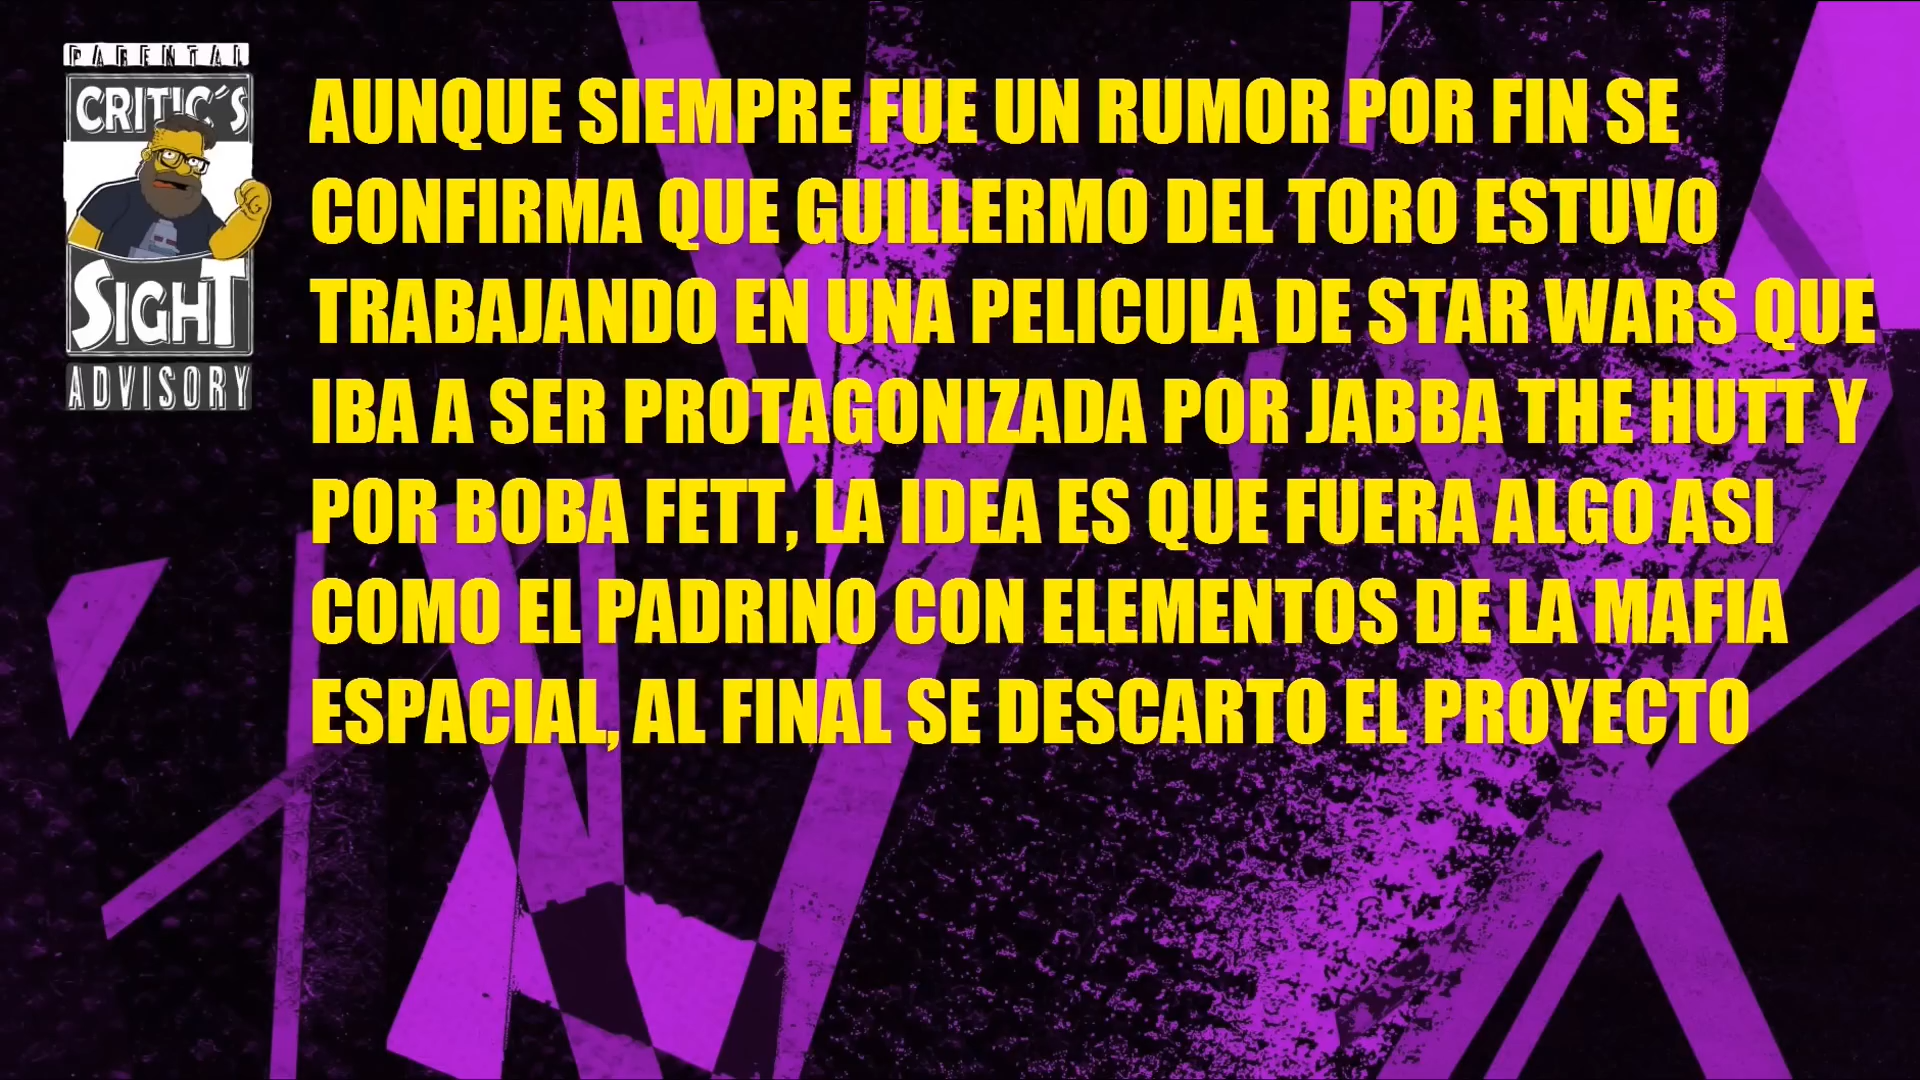 PARENTAL
CRITIC´S
SIGHT
ADVISORY
AUNQUE SIEMPRE FUE UN RUMOR POR FIN SE
CONFIRMA QUE GUILLERMO DEL TORO ESTUVO
TRABAJANDO EN UNA PELICULA DE STAR WARS QUE
IBA A SER PROTAGONIZADA POR JABBA THE HUTT Y
POR BOBA FETT, LA IDEA ES QUE FUERA ALGO ASI
COMO EL PADRINO CON ELEMENTOS DE LA MAFIA
ESPACIAL, AL FINAL SE DESCARTO EL PROYECTO